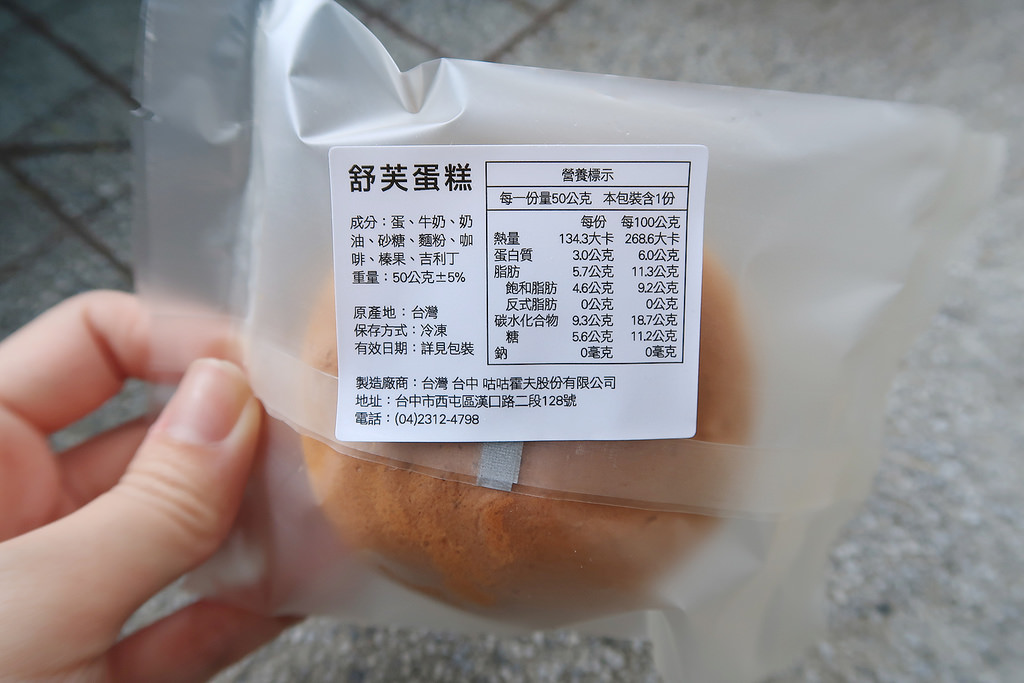 舒芙蛋糕
成分：蛋、牛奶、奶
油、砂糖、麵粉、咖
啡、榛果、吉利丁
重量：50公克±5%
原產地：台灣
保存方式：冷凍
有效日期：詳見包裝
營養標示
每一份量50公克 本包裝含1份
每份 每100公克
熱量 134.3大卡 268.6大卡
蛋白質 3.0公克 6.0公克
脂肪 5.7公克 11.3公克
飽和脂肪 4.6公克 9.2公克
反式脂肪 0公克 0公克
碳水化合物 9.3公克 18.7公克
糖 5.6公克 11.2公克
鈉 0毫克 0毫克
製造廠商：台灣 台中 咕咕霍夫股份有限公司
地址：台中市西屯區漢口路二段128號
電話：(04)2312-4798